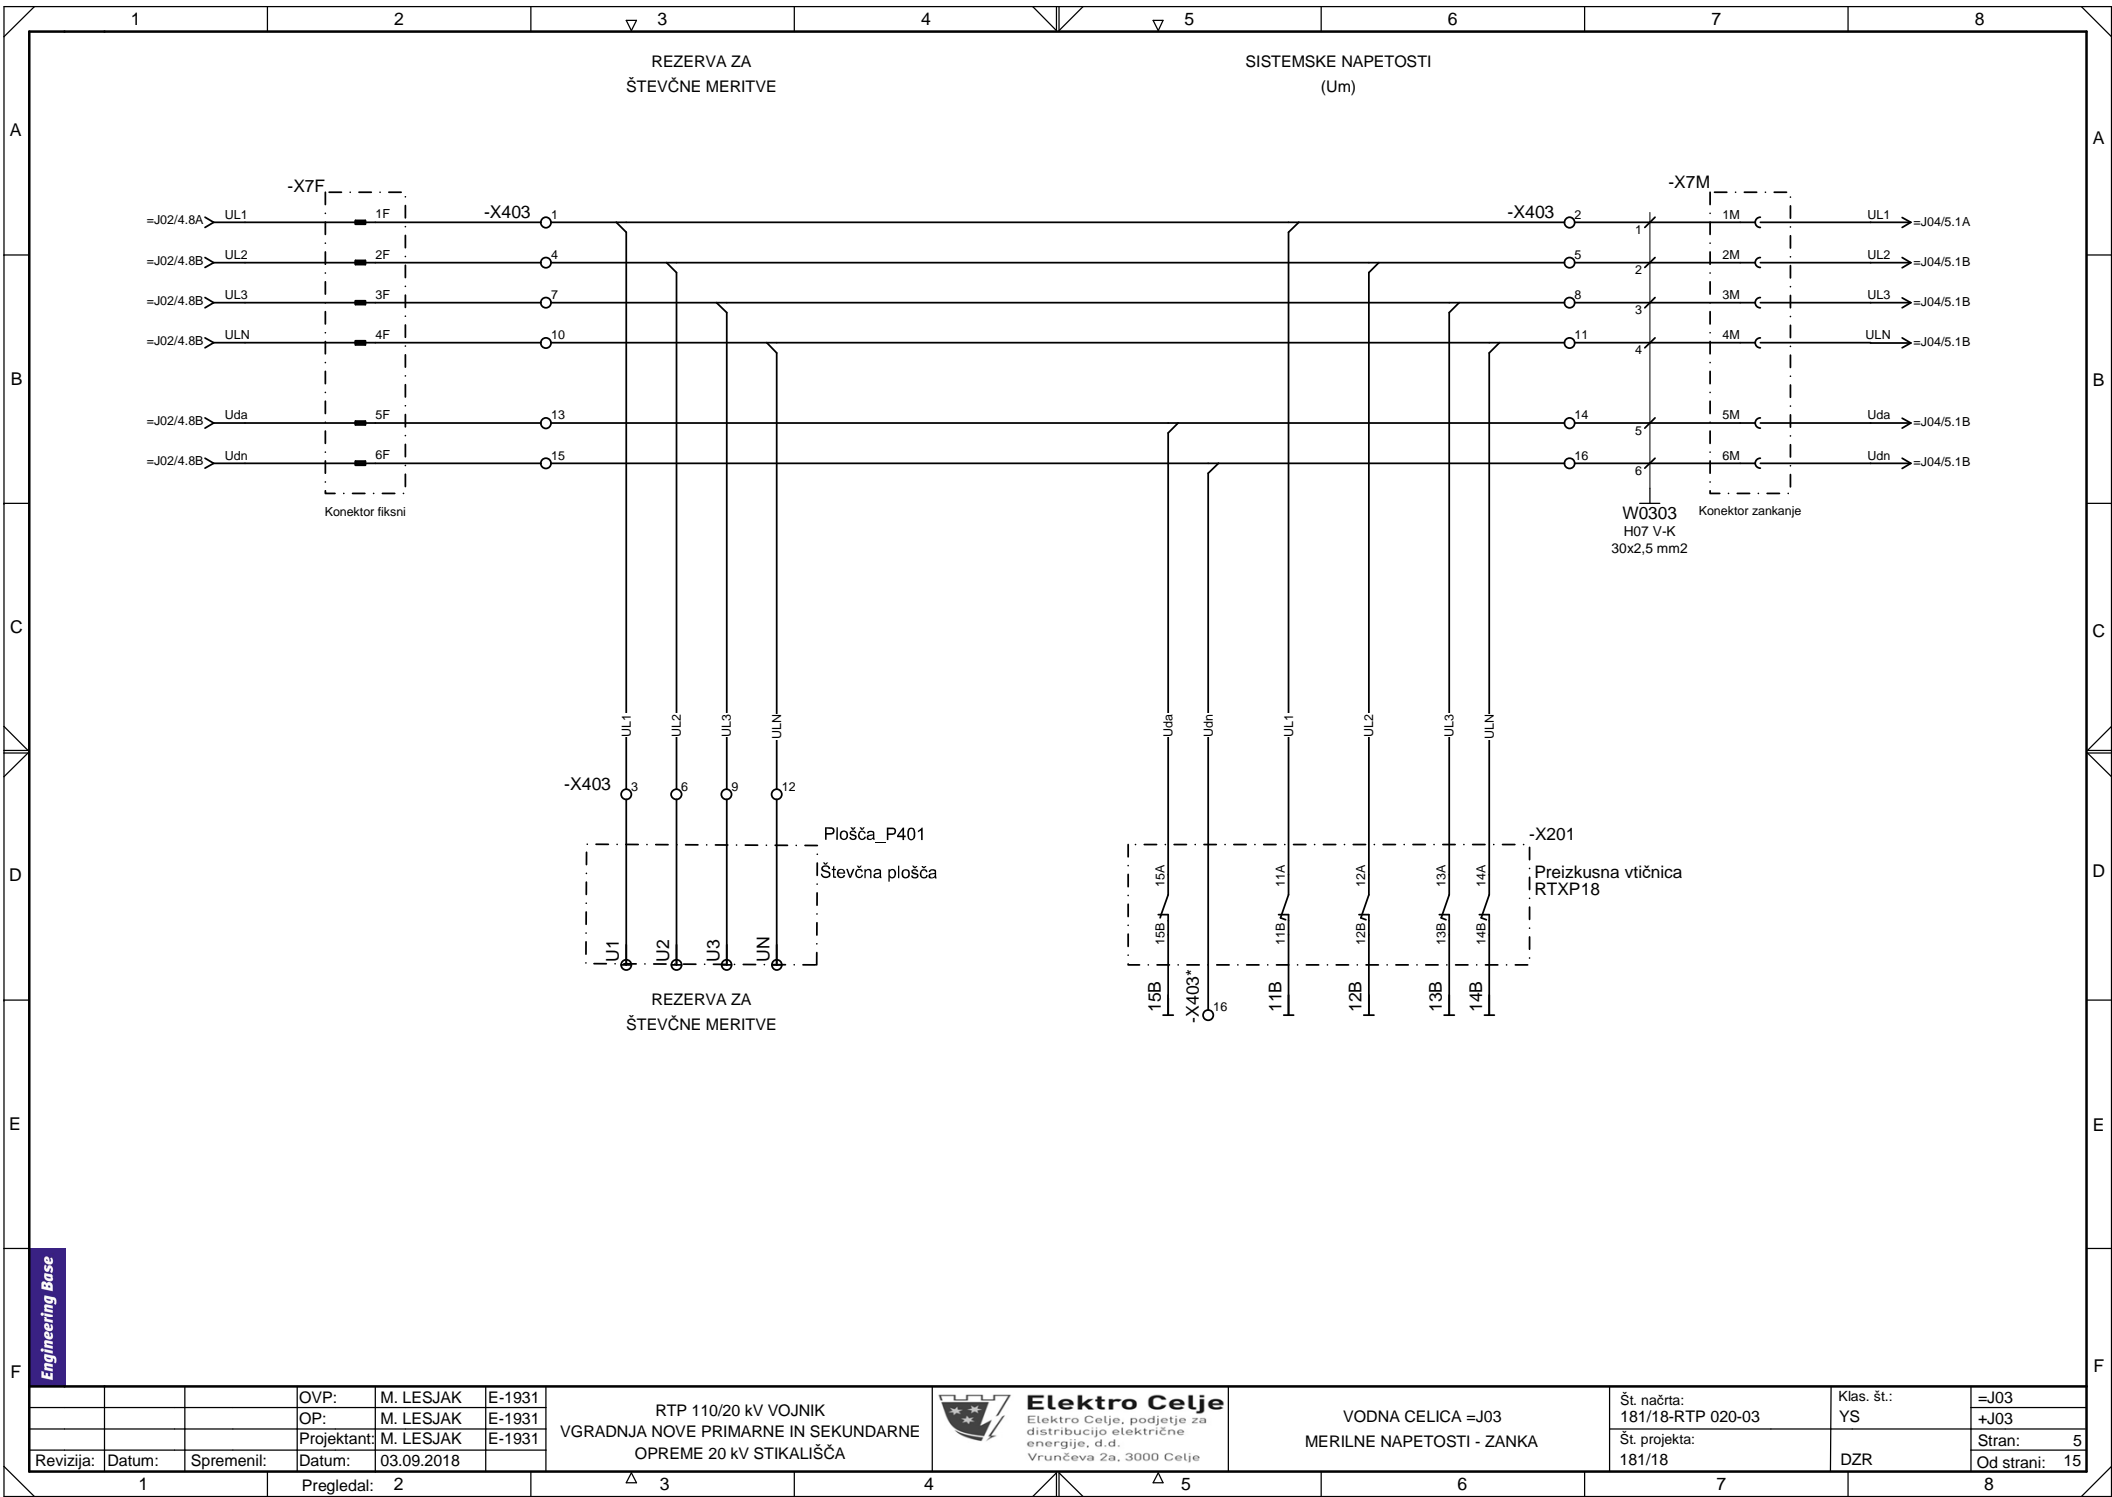 1 2 3 4 5 6 7 8
REZERVA ZA
ŠTEVČNE MERITVE
SISTEMSKE NAPETOSTI
(Um)
A A
-X7F
-X7M
=J02/4.8A UL1 1F -X403 1 -X403 2 1 1M UL1 =J04/5.1A
=J02/4.8B UL2 2F 4 5 2 2M UL2 =J04/5.1B
=J02/4.8B UL3 3F 7 8 3 3M UL3 =J04/5.1B
=J02/4.8B ULN 4F 10 11 4 4M ULN =J04/5.1B
B B
=J02/4.8B Uda 5F 13 14 5 5M Uda =J04/5.1B
=J02/4.8B Udn 6F 15 16 6 6M Udn =J04/5.1B
Konektor fiksni
W0303
H07 V-K
30x2,5 mm2
Konektor zankanje
C C
UL1 UL2 UL3 ULN Uda Udn UL1 UL2 UL3 ULN
-X403 3 6 9 12
Plošča_P401
Števčna plošča
-X201
Preizkusna vtičnica
RTXP18
D D
15A 11A 12A 13A 14A
15B 11B 12B 13B 14B
U1 U2 U3 UN
15B -X403* 16 11B 12B 13B 14B
REZERVA ZA
ŠTEVČNE MERITVE
E E
Engineering Base
F F
OVP: M. LESJAK E-1931
OP: M. LESJAK E-1931
Projektant: M. LESJAK E-1931
Revizija: Datum: Spremenil: Datum: 03.09.2018
Pregledal:
RTP 110/20 kV VOJNIK
VGRADNJA NOVE PRIMARNE IN SEKUNDARNE
OPREME 20 kV STIKALIŠČA
Elektro Celje
Elektro Celje, podjetje za
distribucijo električne
energije, d.d.
Vrunčeva 2a, 3000 Celje
VODNA CELICA =J03
MERILNE NAPETOSTI - ZANKA
Št. načrta:
181/18-RTP 020-03
Št. projekta:
181/18
Klas. št.:
YS
DZR
=J03
+J03
Stran: 5
Od strani: 15
1 2 3 4 5 6 7 8